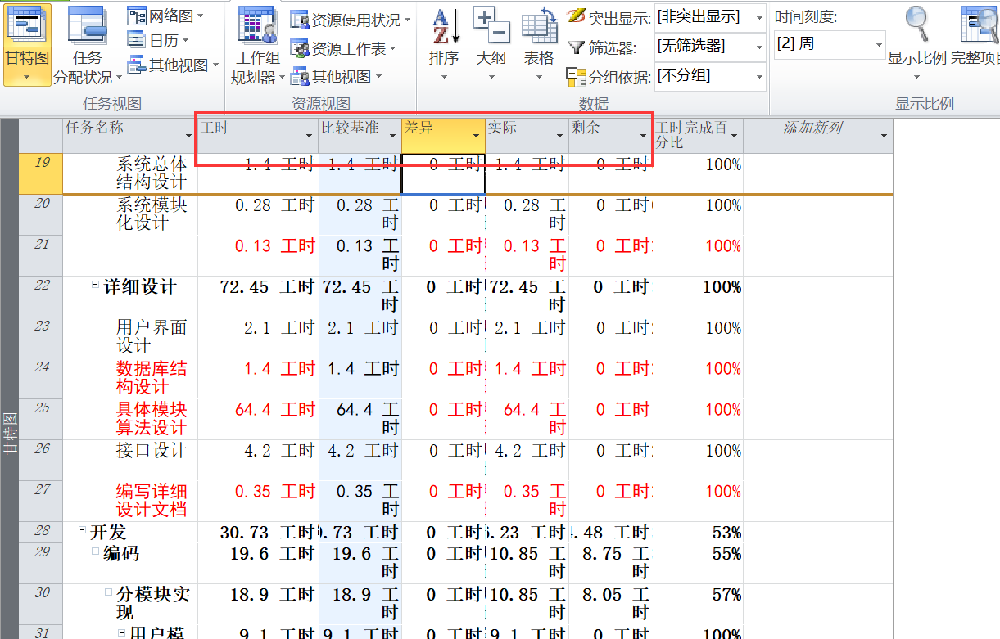 甘特图
任务
分配状况
网络图
日历
其他视图
任务视图
工作组
规划器
资源使用状况
资源工作表
其他视图
资源视图
A
Z
排序
大纲
表格
突出显示: [非突出显示]
筛选器: [无筛选器]
分组依据: [不分组]
数据
时间刻度:
[2] 周
显示比例
完整项目
显示比例
任务名称 工时 比较基准 差异 实际 剩余 工时完成百
分比 添加新列
19 系统总体 1.4 工时 1.4 工时 0 工时 1.4 工时 0 工时 100%
结构设计
20 系统模块 0.28 工时 0.28 工 0 工时 0.28 工 0 工时 100%
化设计 时 时
21 0.13 工时 0.13 工 0 工时 0.13 工 0 工时 100%
时 时
22 详细设计 72.45 工时 72.45 工 0 工时 72.45 工 0 工时 100%
时 时
23 用户界面 2.1 工时 2.1 工时 0 工时 2.1 工时 0 工时 100%
设计
24 数据库结 1.4 工时 1.4 工时 0 工时 1.4 工时 0 工时 100%
构设计
25 具体模块 64.4 工时 64.4 工 0 工时 64.4 工 0 工时 100%
算法设计 时 时
26 接口设计 4.2 工时 4.2 工时 0 工时 4.2 工时 0 工时 100%
27 编写详细 0.35 工时 0.35 工 0 工时 0.35 工 0 工时 100%
设计文档 时 时
28 开发 30.73 工时 0.73 工时 0 工时 6.23 工时 4.48 工时 53%
29 编码 19.6 工时 19.6 工 0 工时 10.85 工 8.75 工 55%
时 时 时
30 分模块实 18.9 工时 18.9 工 0 工时 10.85 工 8.05 工 57%
现 时 时 时
31 用户模 9.1 工时 9.1 工时 0 工时 9.1 工时 0 工时 100%
甘特图